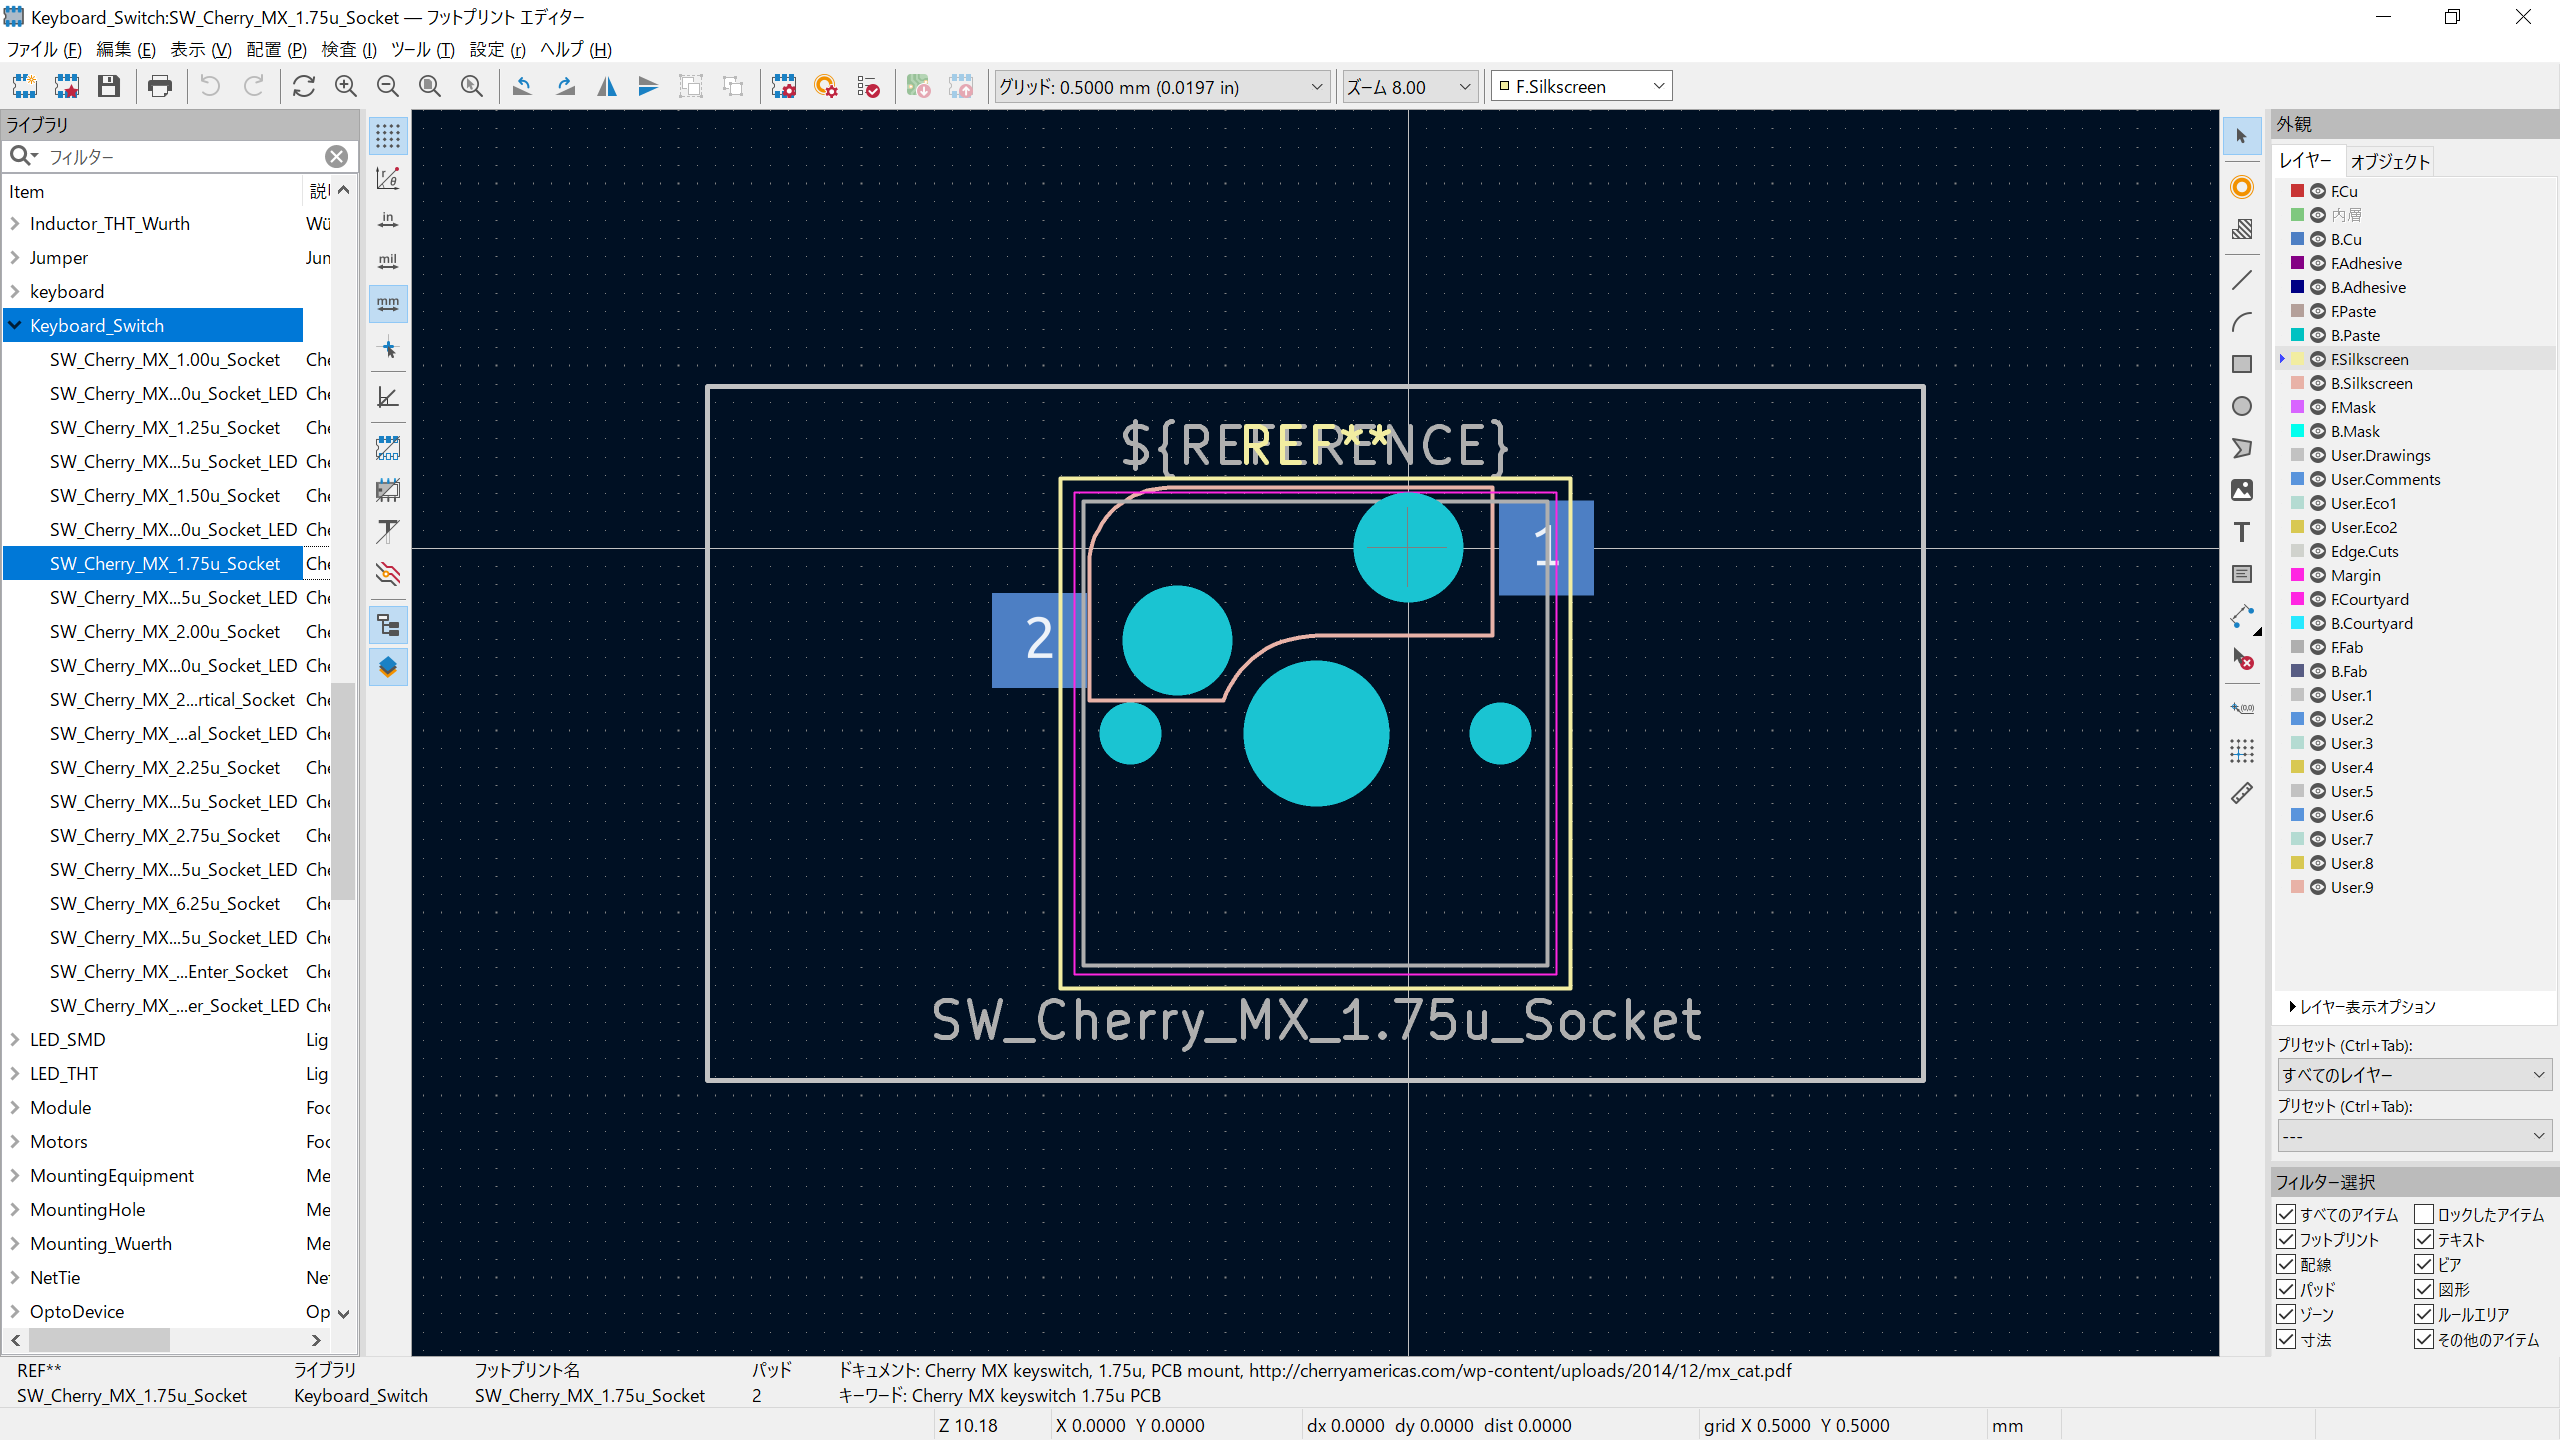 Keyboard_Switch:SW_Cherry_MX_1.75u_Socket — フットプリント エディター
ファイル (F) 編集 (E) 表示 (V) 配置 (P) 検査 (I) ツール (T) 設定 (r) ヘルプ (H)
グリッド: 0.5000 mm (0.0197 in)
ズーム 8.00
F.Silkscreen
ライブラリ
フィルター
Item 説
Inductor_THT_Wurth Wü
Jumper Jun
keyboard
Keyboard_Switch
SW_Cherry_MX_1.00u_Socket Che
SW_Cherry_MX...0u_Socket_LED Che
SW_Cherry_MX_1.25u_Socket Che
SW_Cherry_MX...5u_Socket_LED Che
SW_Cherry_MX_1.50u_Socket Che
SW_Cherry_MX...0u_Socket_LED Che
SW_Cherry_MX_1.75u_Socket Che
SW_Cherry_MX...5u_Socket_LED Che
SW_Cherry_MX_2.00u_Socket Che
SW_Cherry_MX...0u_Socket_LED Che
SW_Cherry_MX_2...rtical_Socket Che
SW_Cherry_MX_...al_Socket_LED Che
SW_Cherry_MX_2.25u_Socket Che
SW_Cherry_MX...5u_Socket_LED Che
SW_Cherry_MX_2.75u_Socket Che
SW_Cherry_MX...5u_Socket_LED Che
SW_Cherry_MX_6.25u_Socket Che
SW_Cherry_MX...5u_Socket_LED Che
SW_Cherry_MX_...Enter_Socket Che
SW_Cherry_MX_...er_Socket_LED Che
LED_SMD Lig
LED_THT Lig
Module Foo
Motors Foo
MountingEquipment Me
MountingHole Me
Mounting_Wuerth Me
NetTie Net
OptoDevice Op
in
mil
mm
${REFERENCE}
REF**
1
2
SW_Cherry_MX_1.75u_Socket
(0,0)
外観
レイヤー オブジェクト
F.Cu
内層
B.Cu
F.Adhesive
B.Adhesive
F.Paste
B.Paste
F.Silkscreen
B.Silkscreen
F.Mask
B.Mask
User.Drawings
User.Comments
User.Eco1
User.Eco2
Edge.Cuts
Margin
F.Courtyard
B.Courtyard
F.Fab
B.Fab
User.1
User.2
User.3
User.4
User.5
User.6
User.7
User.8
User.9
レイヤー表示オプション
プリセット (Ctrl+Tab):
すべてのレイヤー
プリセット (Ctrl+Tab):
---
フィルター選択
すべてのアイテム ロックしたアイテム
フットプリント テキスト
配線 ビア
パッド 図形
ゾーン ルールエリア
寸法 その他のアイテム
REF** ライブラリ フットプリント名 パッド ドキュメント: Cherry MX keyswitch, 1.75u, PCB mount, http://cherryamericas.com/wp-content/uploads/2014/12/mx_cat.pdf
SW_Cherry_MX_1.75u_Socket Keyboard_Switch SW_Cherry_MX_1.75u_Socket 2 キーワード: Cherry MX keyswitch 1.75u PCB
Z 10.18 X 0.0000 Y 0.0000 dx 0.0000 dy 0.0000 dist 0.0000 grid X 0.5000 Y 0.5000 mm